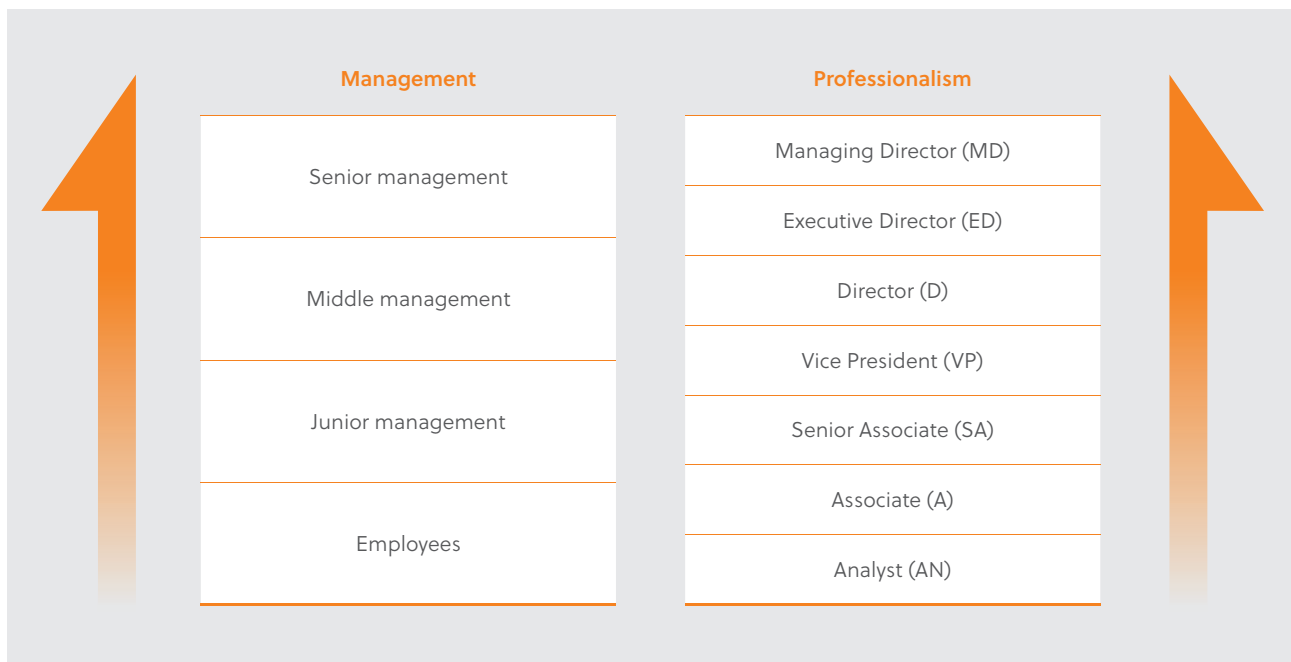 Management
Senior management
Middle management
Junior management
Employees
Professionalism
Managing Director (MD)
Executive Director (ED)
Director (D)
Vice President (VP)
Senior Associate (SA)
Associate (A)
Analyst (AN)